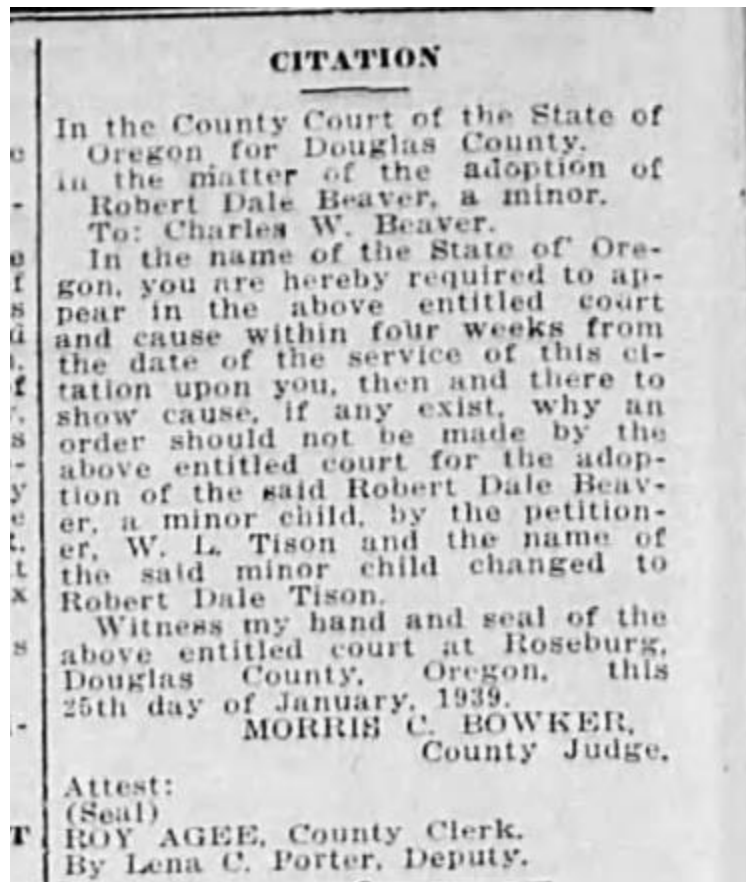 CITATION
In the County Court of the State of
Oregon for Douglas County.
in the matter of the adoption of
Robert Dale Beaver, a minor.
To: Charles W. Beaver.
In the name of the State of Ore-
gon, you are hereby required to ap-
pear in the above entitled court
and cause within four weeks from
the date of the service of this ci-
tation upon you, then and there to
show cause, if any exist, why an
order should not be made by the
above entitled court for the adop-
tion of the said Robert Dale Beav-
er, a minor child, by the petition-
er, W. L. Tison and the name of
the said minor child changed to
Robert Dale Tison.
Witness my hand and seal of the
above entitled court at Roseburg,
Douglas County, Oregon, this
25th day of January, 1939.
MORRIS C. BOWKER,
County Judge.
Attest:
(Seal)
ROY AGEE, County Clerk.
By Lena C. Porter, Deputy.